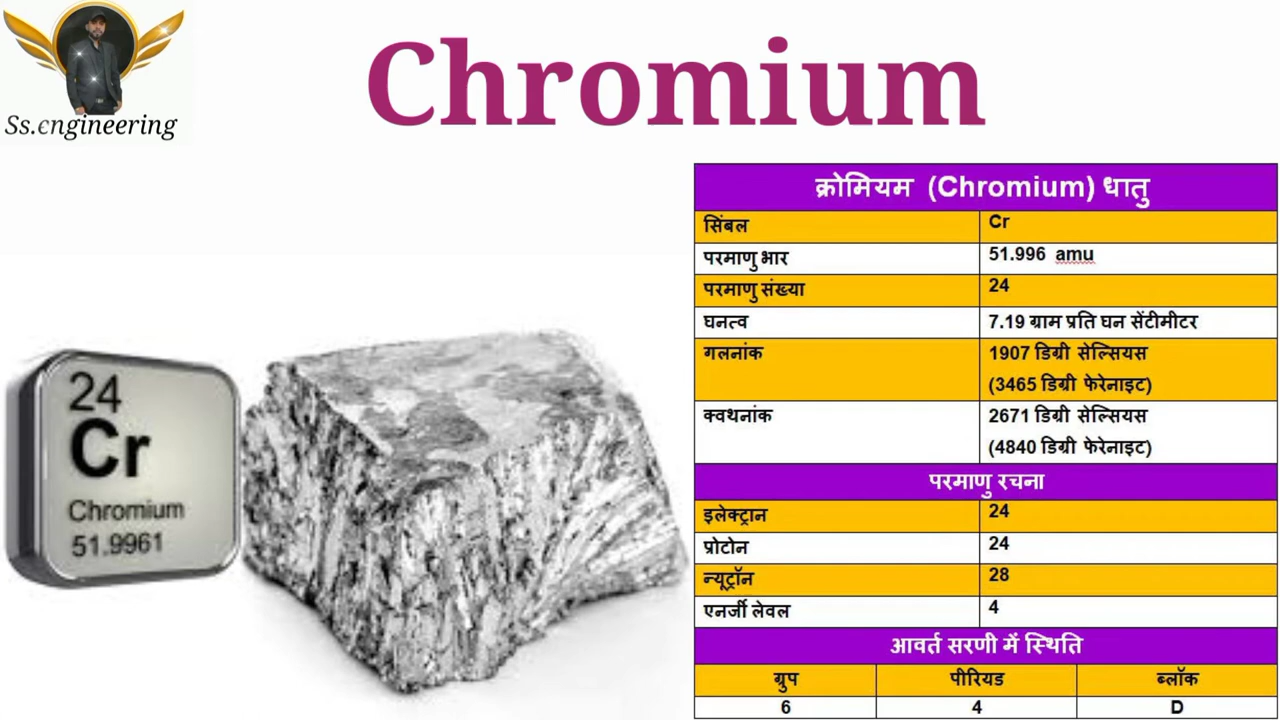 Ss.engineering
Chromium
24
Cr
Chromium
51.9961
क्रोमियम (Chromium) धातु
सिंबल Cr
परमाणु भार 51.996 amu
परमाणु संख्या 24
घनत्व 7.19 ग्राम प्रति घन सेंटीमीटर
गलनांक 1907 डिग्री सेल्सियस
(3465 डिग्री फेरेनाइट)
क्वथनांक 2671 डिग्री सेल्सियस
(4840 डिग्री फेरेनाइट)
परमाणु रचना
इलेक्ट्रान 24
प्रोटोन 24
न्यूट्रॉन 28
एनर्जी लेवल 4
आवर्त सरणी में स्थिति
ग्रुप पीरियड ब्लॉक
6 4 D